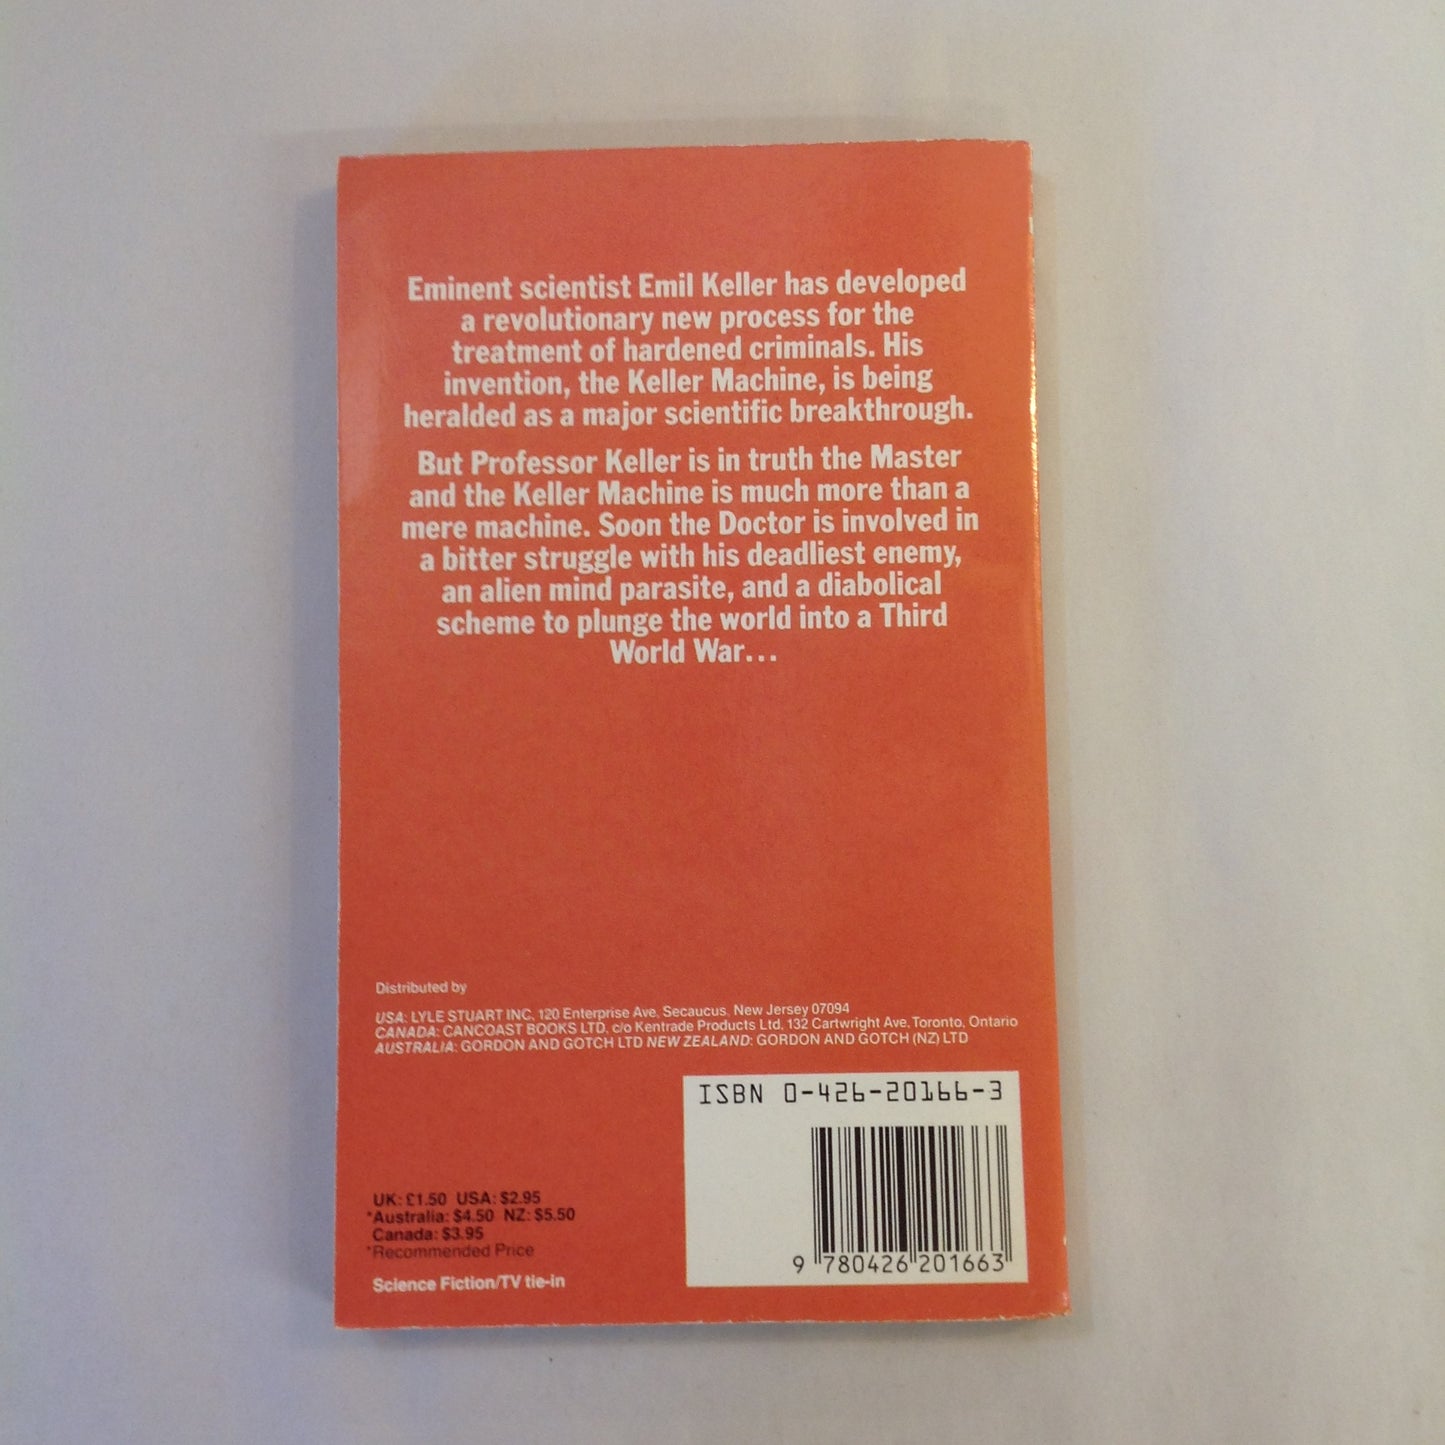 Eminent scientist Emil Keller has developed
a revolutionary new process for the
treatment of hardened criminals. His
invention, the Keller Machine, is being
heralded as a major scientific breakthrough.
But Professor Keller is in truth the Master
and the Keller Machine is much more than a
mere machine. Soon the Doctor is involved in
a bitter struggle with his deadliest enemy,
an alien mind parasite, and a diabolical
scheme to plunge the world into a Third
World War...
Distributed by
USA: LYLE STUART INC, 120 Enterprise Ave, Secaucus, New Jersey 07094
CANADA: CANCOAST BOOKS LTD, c/o Kentrade Products Ltd, 132 Cartwright Ave, Toronto, Ontario
AUSTRALIA: GORDON AND GOTCH LTD NEW ZEALAND: GORDON AND GOTCH (NZ) LTD
ISBN 0-426-20166-3
9 780426 201663
UK: £1.50 USA: $2.95
*Australia: $4.50 NZ: $5.50
Canada: $3.95
*Recommended Price
Science Fiction/TV tie-in